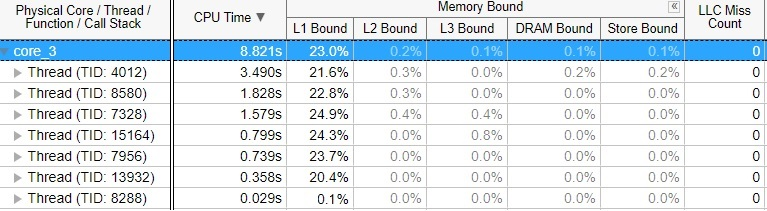 Physical Core / Thread / Function / Call Stack CPU Time ▼ Memory Bound « LLC Miss Count
L1 Bound L2 Bound L3 Bound DRAM Bound Store Bound
core_3 8.821s 23.0% 0.2% 0.1% 0.1% 0.1% 0
Thread (TID: 4012) 3.490s 21.6% 0.3% 0.0% 0.2% 0.2% 0
Thread (TID: 8580) 1.828s 22.8% 0.3% 0.0% 0.0% 0.0% 0
Thread (TID: 7328) 1.579s 24.9% 0.4% 0.4% 0.0% 0.0% 0
Thread (TID: 15164) 0.799s 24.3% 0.0% 0.8% 0.0% 0.0% 0
Thread (TID: 7956) 0.739s 23.7% 0.0% 0.0% 0.0% 0.0% 0
Thread (TID: 13932) 0.358s 20.4% 0.0% 0.0% 0.0% 0.0% 0
Thread (TID: 8288) 0.029s 0.1% 0.0% 0.0% 0.0% 0.0% 0